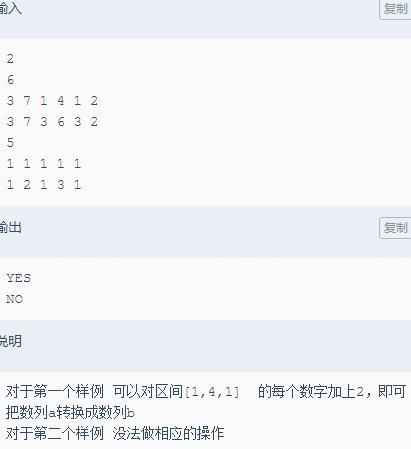 输入
复制
2
6
3 7 1 4 1 2
3 7 3 6 3 2
5
1 1 1 1 1
1 2 1 3 1
输出
复制
YES
NO
说明
对于第一个样例 可以对区间[1,4,1] 的每个数字加上2，即可
把数列a转换成数列b
对于第二个样例 没法做相应的操作